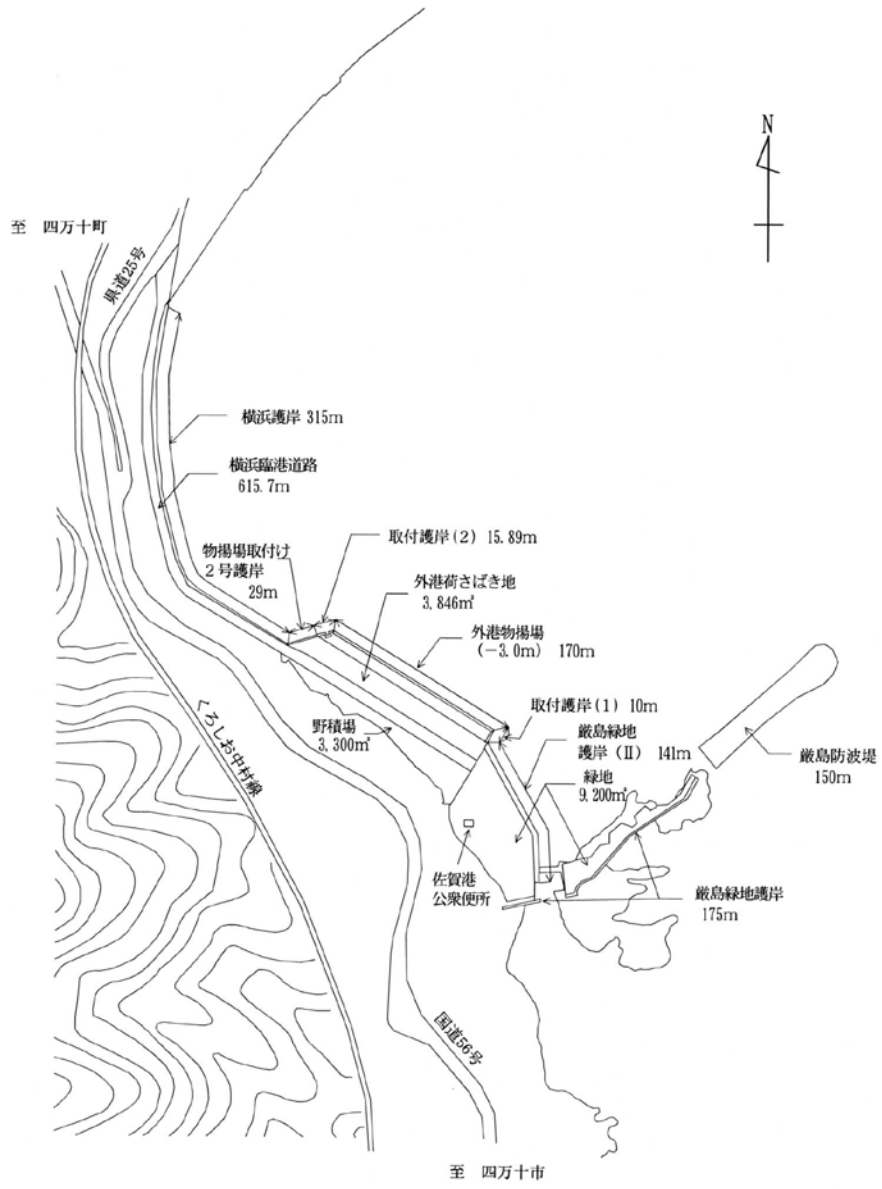 N
至 四万十町
県道25号
横浜護岸 315m
横浜臨港道路
615.7m
取付護岸(2) 15.89m
物揚場取付け
2号護岸
29m
外港荷さばき地
3,846㎡
外港物揚場
(-3.0m) 170m
取付護岸(1) 10m
厳島緑地
護岸(Ⅱ) 141m
緑地
9,200㎡
野積場
3,300㎡
くろしお中村線
厳島防波堤
150m
佐賀港
公衆便所
厳島緑地護岸
175m
国道56号
至 四万十市